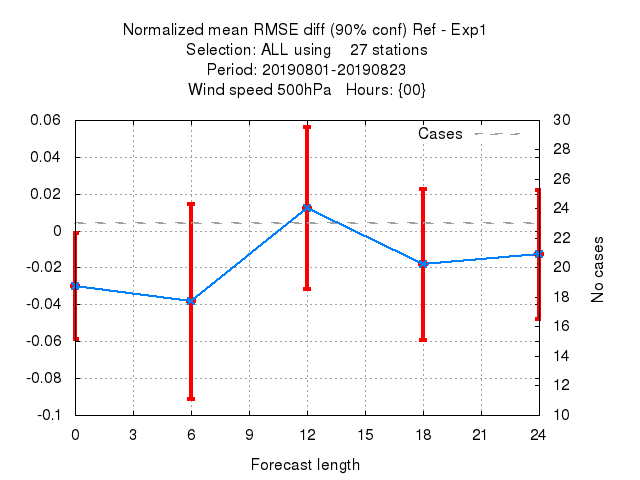 Normalized mean RMSE diff (90% conf) Ref - Exp1
Selection: ALL using    27 stations
Period: 20190801-20190823
Wind speed 500hPa   Hours: {00}
Cases
0.06
0.04
0.02
0
-0.02
-0.04
-0.06
-0.08
-0.1
30
28
26
24
22
20
18
16
14
12
10
No cases
0 3 6 9 12 15 18 21 24
Forecast length